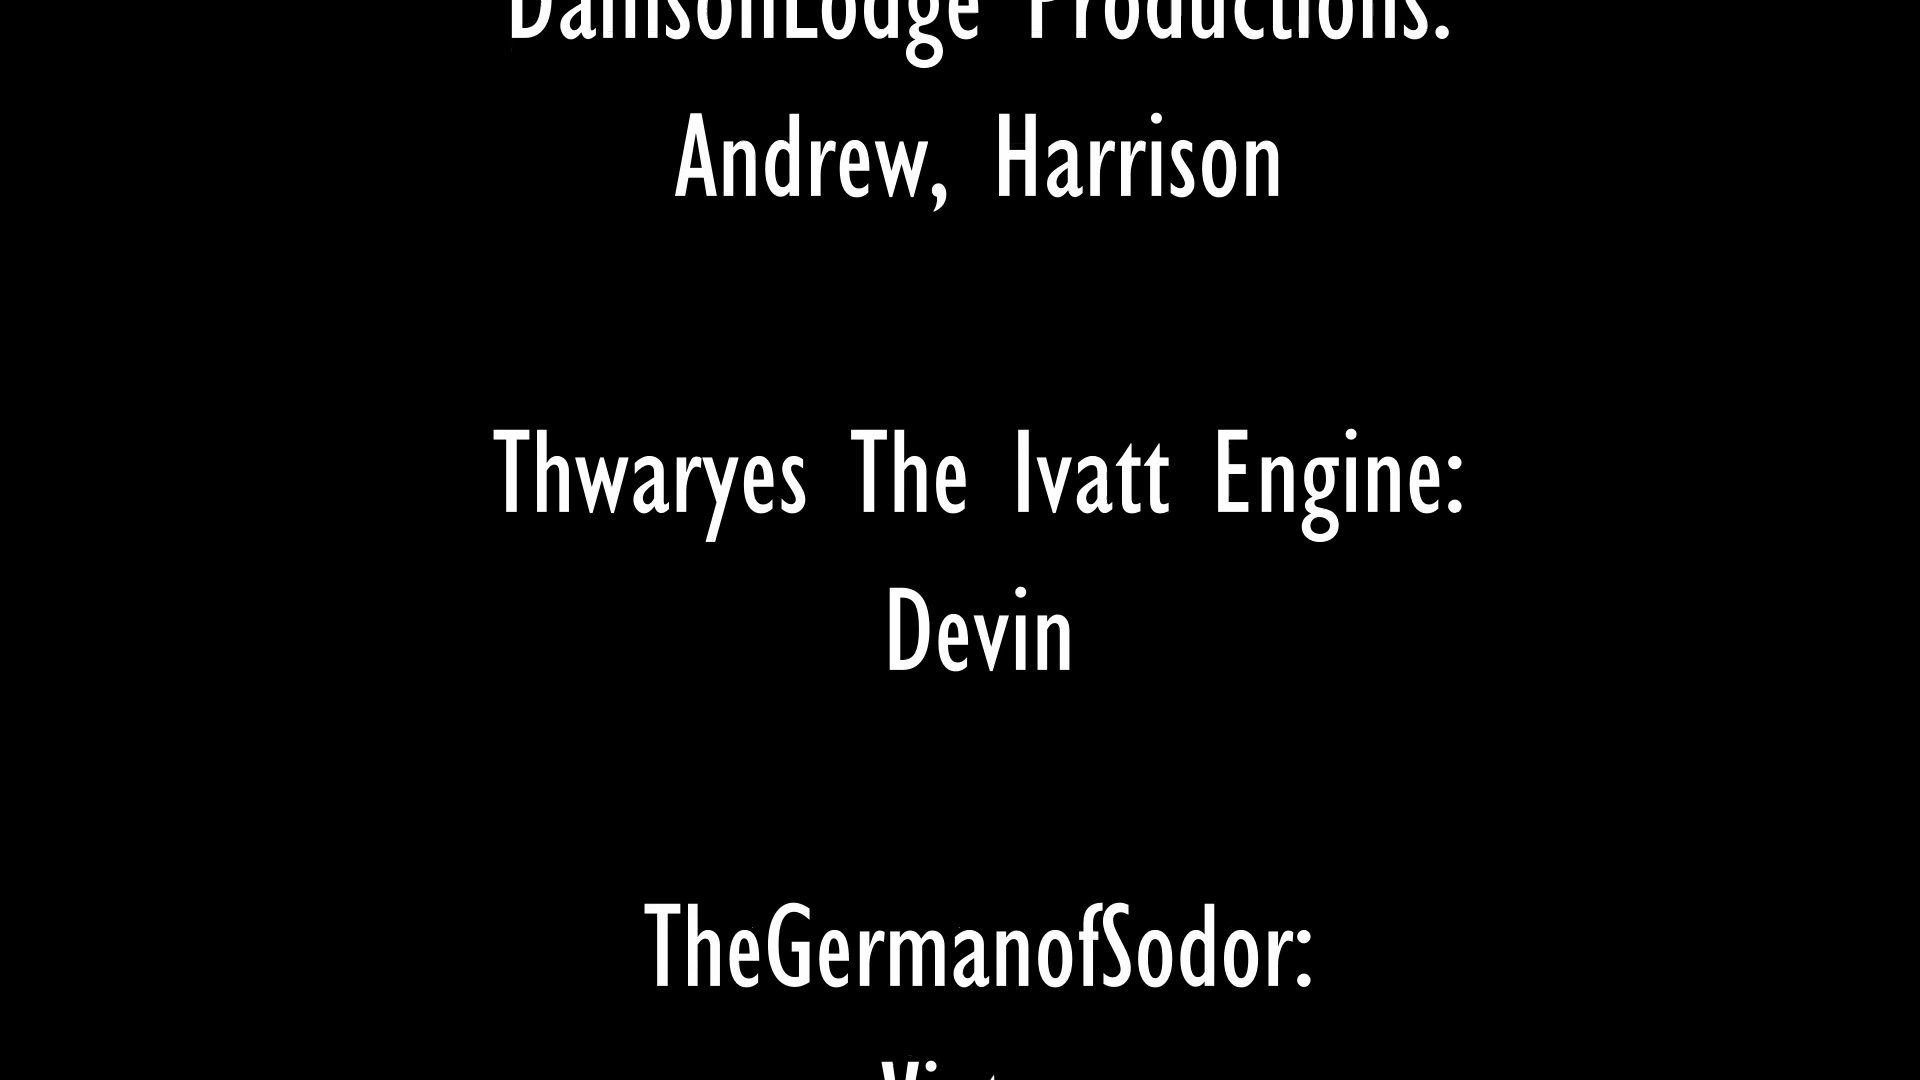 DamsonLodge Productions:
Andrew, Harrison
Thwaryes The Ivatt Engine:
Devin
TheGermanofSodor: